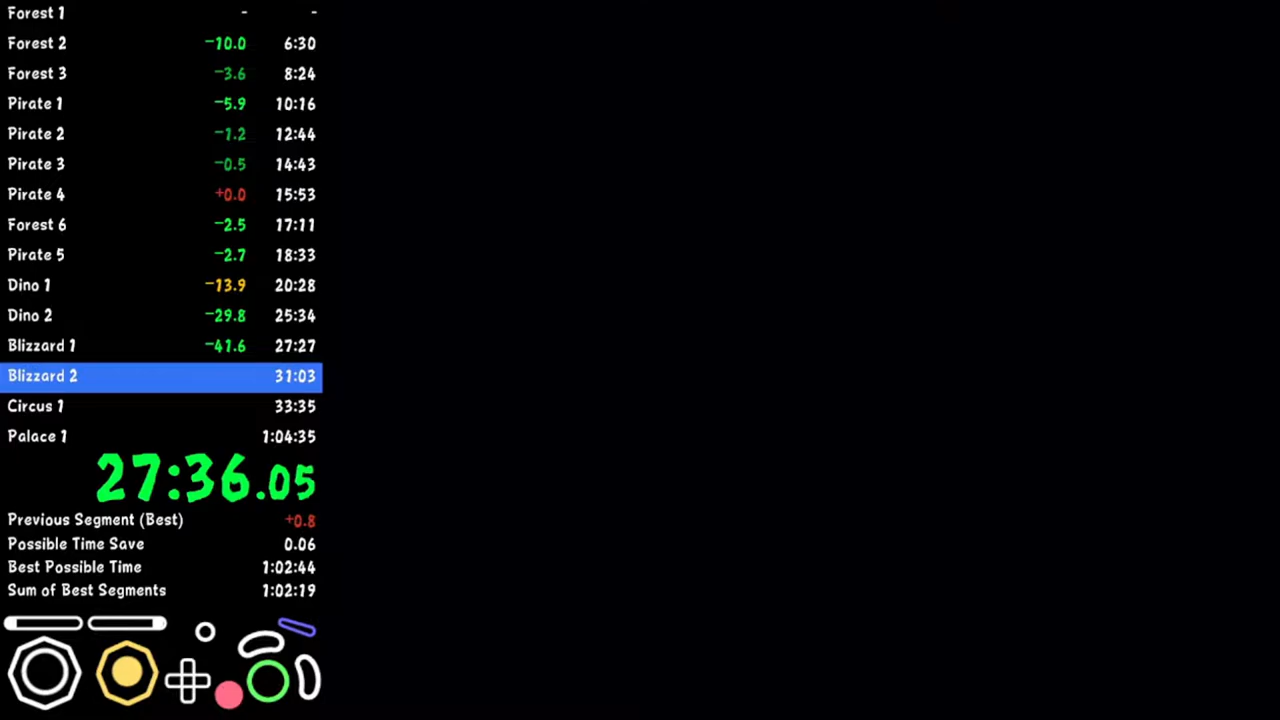 Forest 1 - -
Forest 2 -10.0 6:30
Forest 3 -3.6 8:24
Pirate 1 -5.9 10:16
Pirate 2 -1.2 12:44
Pirate 3 -0.5 14:43
Pirate 4 +0.0 15:53
Forest 6 -2.5 17:11
Pirate 5 -2.7 18:33
Dino 1 -13.9 20:28
Dino 2 -29.8 25:34
Blizzard 1 -41.6 27:27
Blizzard 2 31:03
Circus 1 33:35
Palace 1 1:04:35
27:36.05
Previous Segment (Best) +0.8
Possible Time Save 0.06
Best Possible Time 1:02:44
Sum of Best Segments 1:02:19